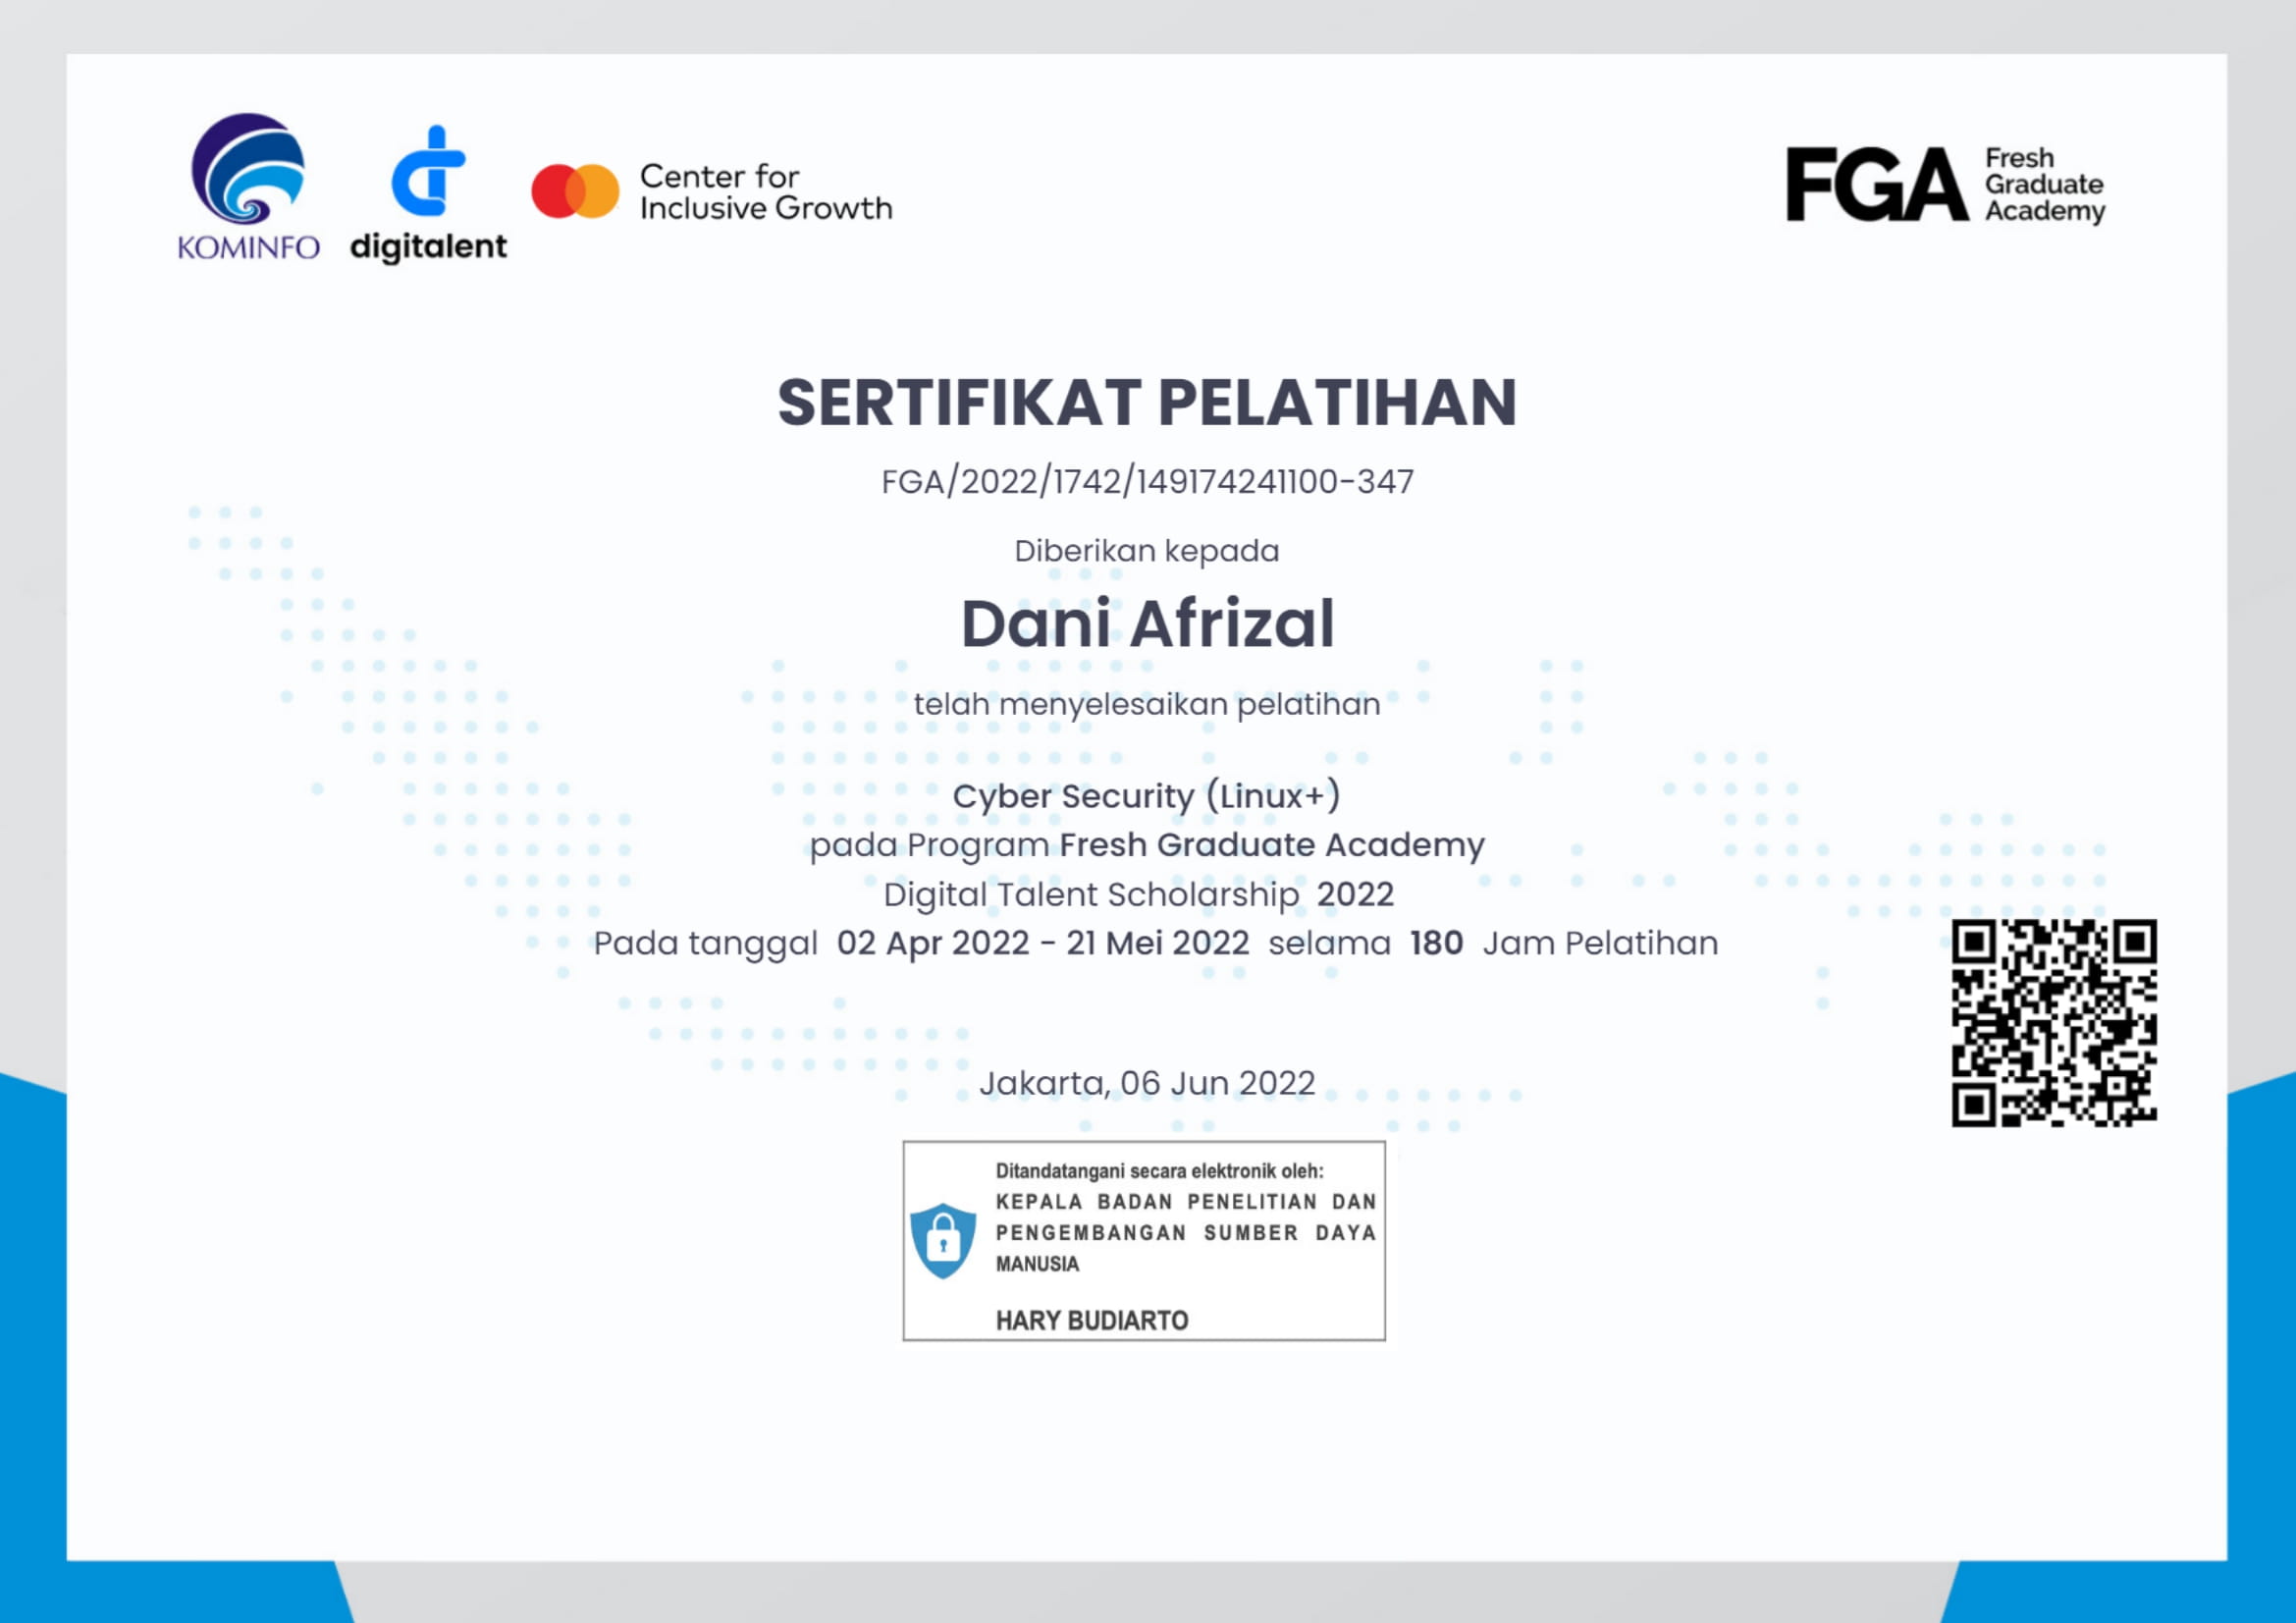 KOMINFO
digitalent
Center for
Inclusive Growth
FGA
Fresh
Graduate
Academy
SERTIFIKAT PELATIHAN
FGA/2022/1742/149174241100-347
Diberikan kepada
Dani Afrizal
telah menyelesaikan pelatihan
Cyber Security (Linux+)
pada Program Fresh Graduate Academy
Digital Talent Scholarship 2022
Pada tanggal 02 Apr 2022 - 21 Mei 2022 selama 180 Jam Pelatihan
Jakarta, 06 Jun 2022
Ditandatangani secara elektronik oleh:
KEPALA BADAN PENELITIAN DAN
PENGEMBANGAN SUMBER DAYA
MANUSIA
HARY BUDIARTO